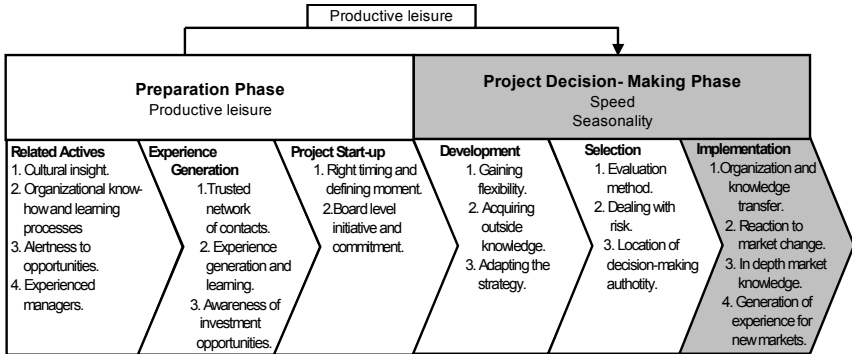 Productive leisure
Preparation Phase
Productive leisure
Project Decision- Making Phase
Speed
Seasonality
Related Actives
1. Cultural insight.
2. Organizational know-
how and learning
processes
3. Alertness to
opportunities.
4. Experienced
managers.
Experience
Generation
1.Trusted
network
of contacts.
2. Experience
generation and
learning.
3. Awareness of
investment
opportunities.
Project Start-up
1. Right timing and
defining moment.
2.Board level
initiative and
commitment.
Development
1. Gaining
flexibility.
2. Acquiring
outside
knowledge.
3. Adapting the
strategy.
Selection
1. Evaluation
method.
2. Dealing with
risk.
3. Location of
decision-making
authotity.
Implementation
1.Organization and
knowledge
transfer.
2. Reaction to
market change.
3. In depth market
knowledge.
4. Generation of
experience for
new markets.